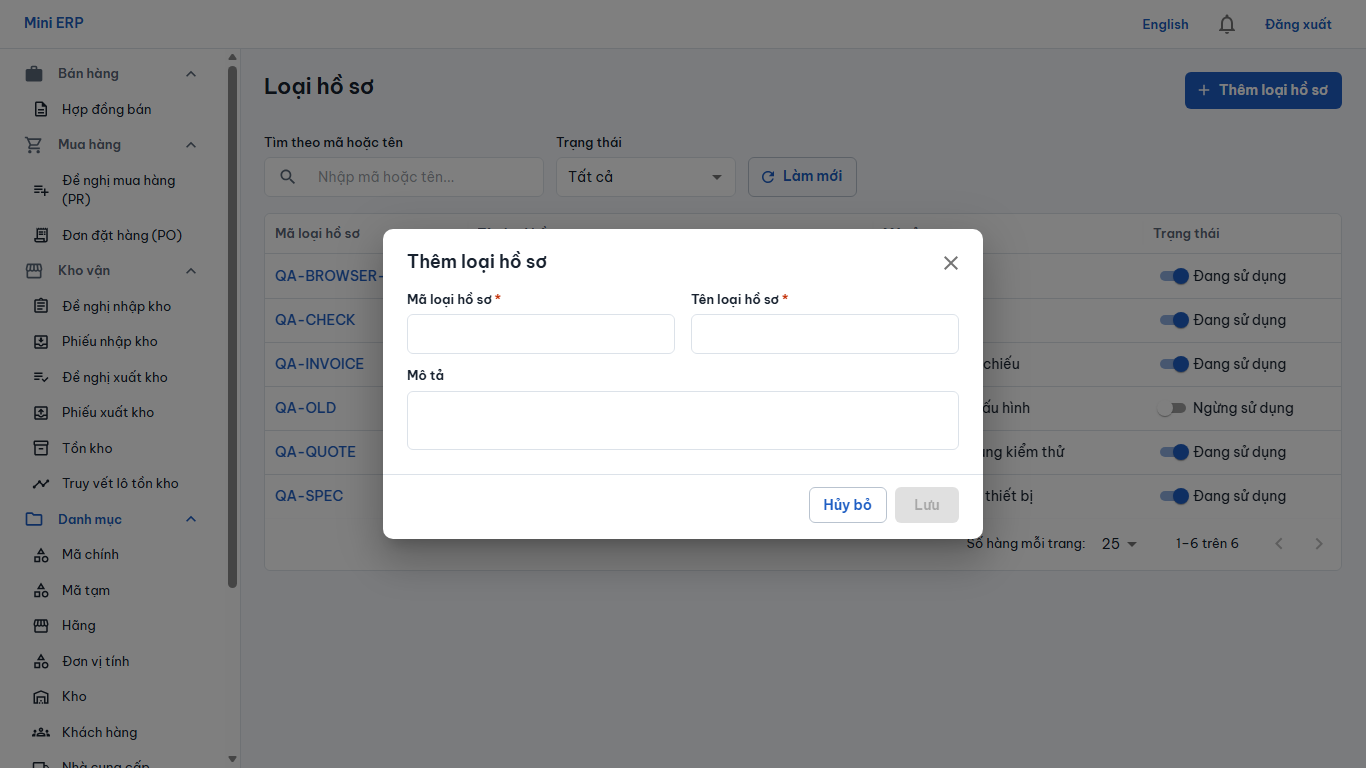 Mini ERP
English
Đăng xuất
Bán hàng
Hợp đồng bán
Mua hàng
Đề nghị mua hàng
(PR)
Đơn đặt hàng (PO)
Kho vận
Đề nghị nhập kho
Phiếu nhập kho
Đề nghị xuất kho
Phiếu xuất kho
Tồn kho
Truy vết lô tồn kho
Danh mục
Mã chính
Mã tạm
Hãng
Đơn vị tính
Kho
Khách hàng
Nhà cung cấp
Loại hồ sơ
+ Thêm loại hồ sơ
Tìm theo mã hoặc tên
Trạng thái
Nhập mã hoặc tên...
Tất cả
Làm mới
Mã loại hồ sơ
Trạng thái
QA-BROWSER-
Đang sử dụng
QA-CHECK
Đang sử dụng
QA-INVOICE
chiếu
Đang sử dụng
QA-OLD
ấu hình
Ngừng sử dụng
QA-QUOTE
ụng kiểm thử
Đang sử dụng
QA-SPEC
thiết bị
Đang sử dụng
Số hàng mỗi trang:
25
1–6 trên 6
Thêm loại hồ sơ
Mã loại hồ sơ *
Tên loại hồ sơ *
Mô tả
Hủy bỏ
Lưu